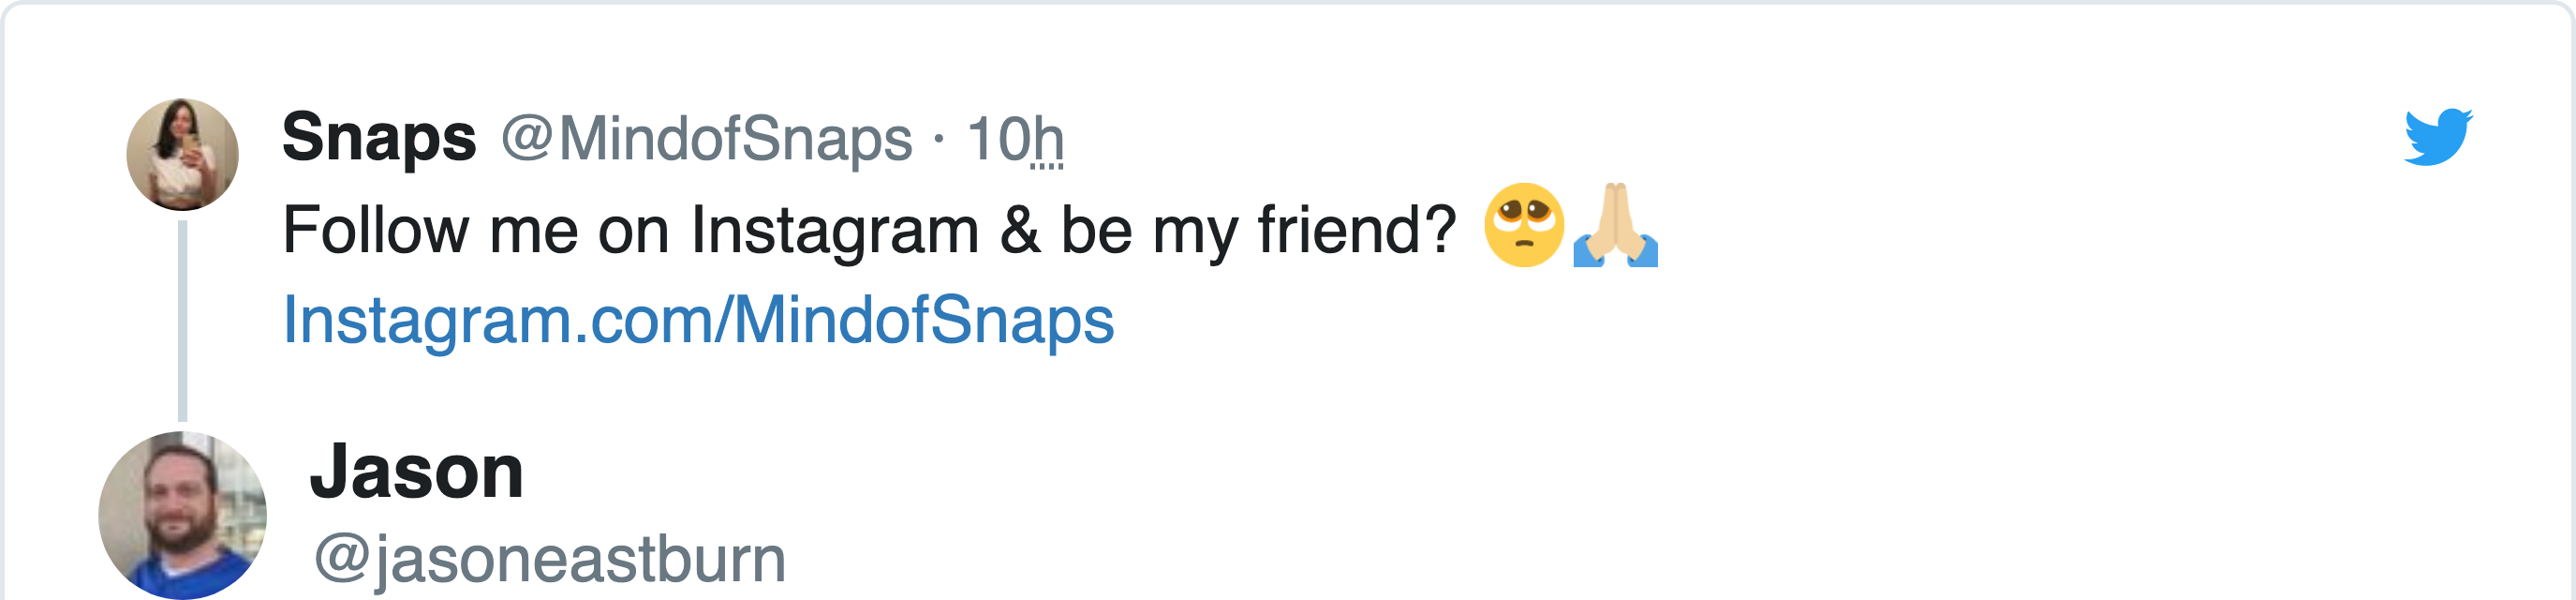 Snaps @MindofSnaps · 10h
Follow me on Instagram & be my friend? 🥺🙏🏼
Instagram.com/MindofSnaps
Jason
@jasoneastburn